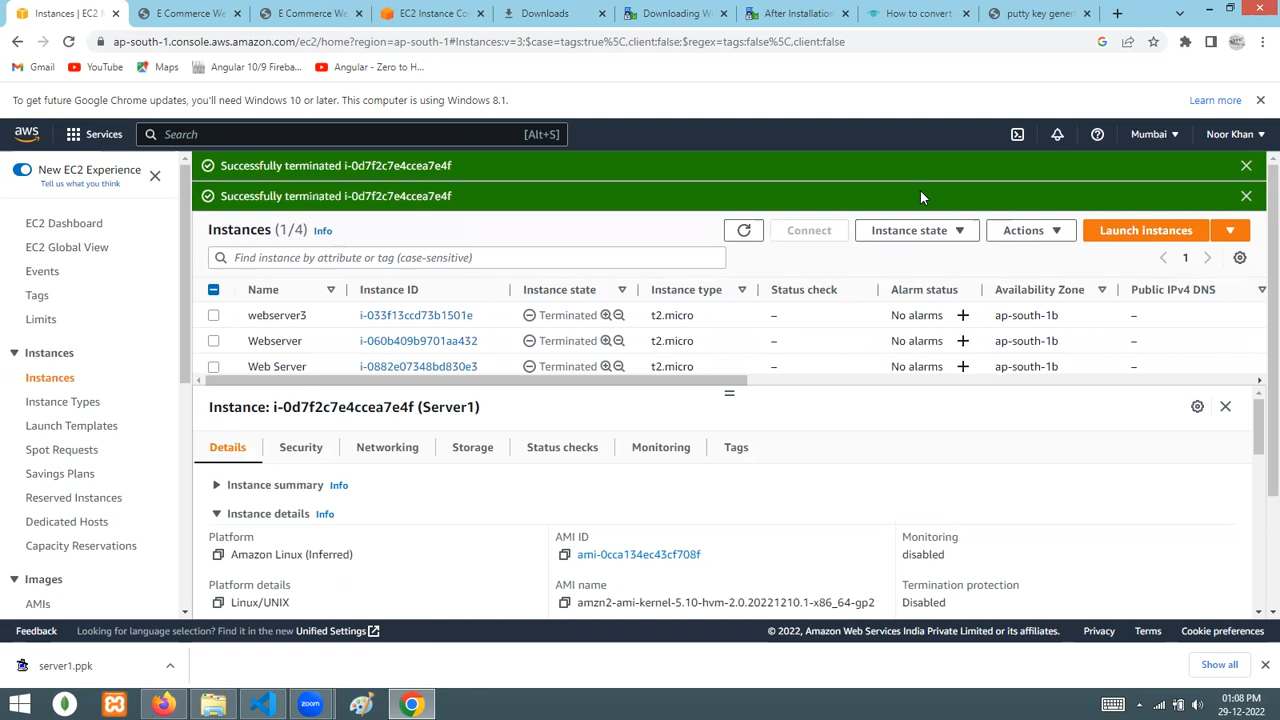 Instances | EC2 Ma
E Commerce We
E Commerce We
EC2 Instance Co
Downloads
Downloading W
After Installation
How to convert
putty key gener
ap-south-1.console.aws.amazon.com/ec2/home?region=ap-south-1#Instances:v=3;$case=tags:true%5C,client:false;$regex=tags:false%5C,client:false
Gmail
YouTube
Maps
Angular 10/9 Fireba...
Angular - Zero to H...
To get future Google Chrome updates, you'll need Windows 10 or later. This computer is using Windows 8.1.
Learn more
aws
Services
Search
[Alt+S]
Mumbai
Noor Khan
New EC2 Experience
Tell us what you think
EC2 Dashboard
EC2 Global View
Events
Tags
Limits
Instances
Instances
Instance Types
Launch Templates
Spot Requests
Savings Plans
Reserved Instances
Dedicated Hosts
Capacity Reservations
Images
AMIs
Successfully terminated i-0d7f2c7e4ccea7e4f
Successfully terminated i-0d7f2c7e4ccea7e4f
Instances (1/4) Info
Connect
Instance state
Actions
Launch instances
Find instance by attribute or tag (case-sensitive)
1
Name Instance ID Instance state Instance type Status check Alarm status Availability Zone Public IPv4 DNS
webserver3 i-033f13ccd73b1501e Terminated t2.micro – No alarms + ap-south-1b –
Webserver i-060b409b9701aa432 Terminated t2.micro – No alarms + ap-south-1b –
Web Server i-0882e07348bd830e3 Terminated t2.micro – No alarms + ap-south-1b –
Instance: i-0d7f2c7e4ccea7e4f (Server1)
Details Security Networking Storage Status checks Monitoring Tags
Instance summary Info
Instance details Info
Platform
Amazon Linux (Inferred)
AMI ID
ami-0cca134ec43cf708f
Monitoring
disabled
Platform details
Linux/UNIX
AMI name
amzn2-ami-kernel-5.10-hvm-2.0.20221210.1-x86_64-gp2
Termination protection
Disabled
Feedback
Looking for language selection? Find it in the new Unified Settings
© 2022, Amazon Web Services India Private Limited or its affiliates.
Privacy
Terms
Cookie preferences
server1.ppk
Show all
zoom
01:08 PM
29-12-2022